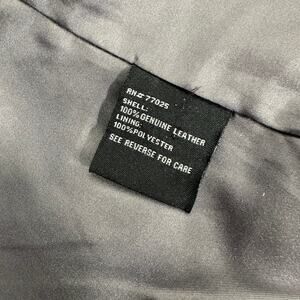 RN# 77025
SHELL:
100% GENUINE LEATHER
LINING:
100% POLYESTER
SEE REVERSE FOR CARE